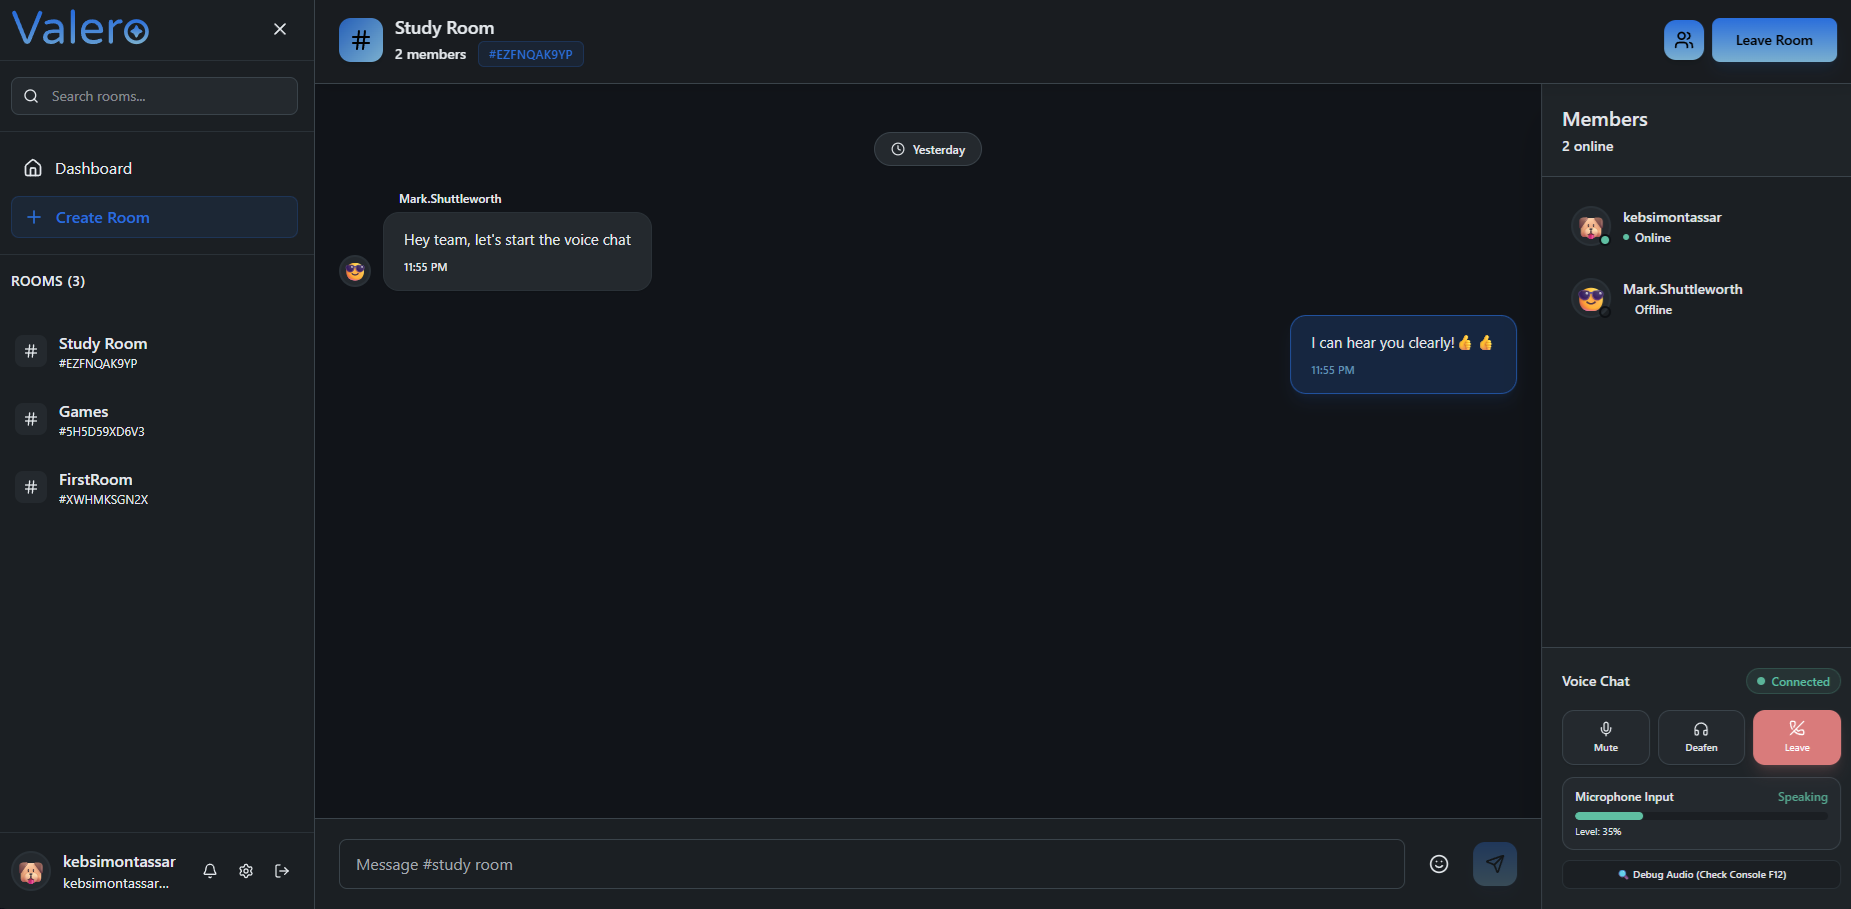 Valero
Search rooms...
Dashboard
Create Room
ROOMS (3)
Study Room
#EZFNQAK9YP
Games
#5H5D59XD6V3
FirstRoom
#XWHMKSGN2X
kebsimontassar
kebsimontassar...
Study Room
2 members #EZFNQAK9YP
Leave Room
Yesterday
Mark.Shuttleworth
Hey team, let's start the voice chat
11:55 PM
I can hear you clearly!👍 👍
11:55 PM
Message #study room
Members
2 online
kebsimontassar
Online
Mark.Shuttleworth
Offline
Voice Chat Connected
Mute Deafen Leave
Microphone Input Speaking
Level: 35%
Debug Audio (Check Console F12)